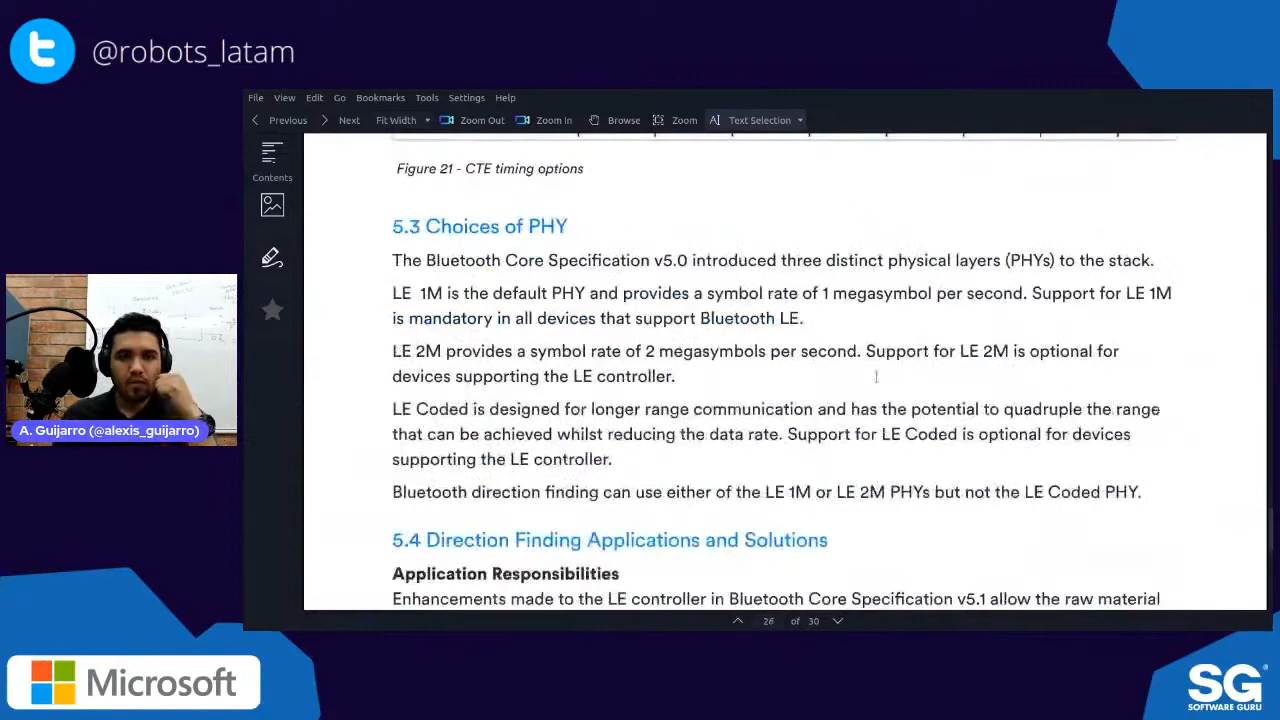 @robots_latam
File View Edit Go Bookmarks Tools Settings Help
Previous Next Fit Width Zoom Out Zoom In Browse Zoom AI Text Selection
Contents
Figure 21 - CTE timing options
5.3 Choices of PHY
The Bluetooth Core Specification v5.0 introduced three distinct physical layers (PHYs) to the stack.
LE 1M is the default PHY and provides a symbol rate of 1 megasymbol per second. Support for LE 1M
is mandatory in all devices that support Bluetooth LE.
LE 2M provides a symbol rate of 2 megasymbols per second. Support for LE 2M is optional for
devices supporting the LE controller.
LE Coded is designed for longer range communication and has the potential to quadruple the range
that can be achieved whilst reducing the data rate. Support for LE Coded is optional for devices
supporting the LE controller.
Bluetooth direction finding can use either of the LE 1M or LE 2M PHYs but not the LE Coded PHY.
5.4 Direction Finding Applications and Solutions
Application Responsibilities
Enhancements made to the LE controller in Bluetooth Core Specification v5.1 allow the raw material
26 of 30
A. Guijarro (@alexis_guijarro)
Microsoft
SG
SOFTWARE GURU